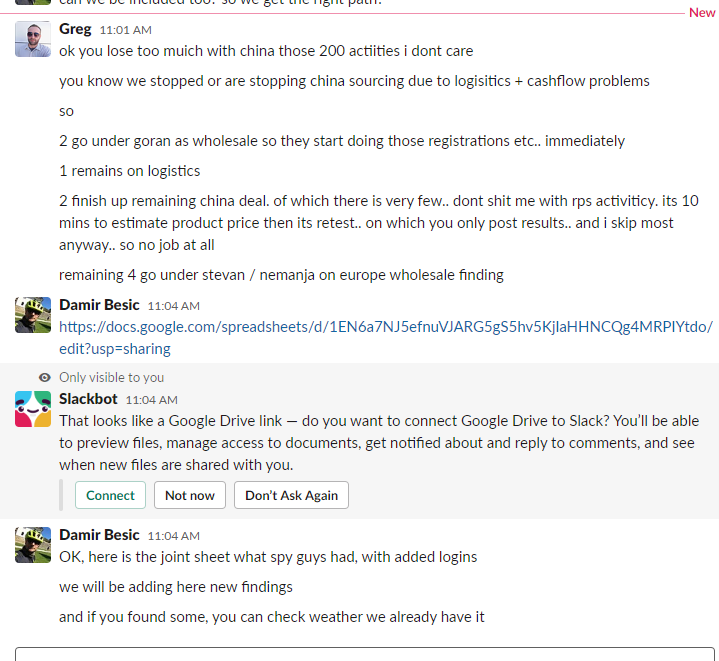 can we be included too? so we get the right path?
New
Greg 11:01 AM
ok you lose too muich with china those 200 actiities i dont care
you know we stopped or are stopping china sourcing due to logisitics + cashflow problems
so
2 go under goran as wholesale so they start doing those registrations etc.. immediately
1 remains on logistics
2 finish up remaining china deal. of which there is very few.. dont shit me with rps activiticy. its 10
mins to estimate product price then its retest.. on which you only post results.. and i skip most
anyway.. so no job at all
remaining 4 go under stevan / nemanja on europe wholesale finding
Damir Besic 11:04 AM
https://docs.google.com/spreadsheets/d/1EN6a7NJ5efnuVJARG5gS5hv5KjlaHHNCQg4MRPIYtdo/
edit?usp=sharing
Only visible to you
Slackbot 11:04 AM
That looks like a Google Drive link — do you want to connect Google Drive to Slack? You’ll be able
to preview files, manage access to documents, get notified about and reply to comments, and see
when new files are shared with you.
Connect Not now Don’t Ask Again
Damir Besic 11:04 AM
OK, here is the joint sheet what spy guys had, with added logins
we will be adding here new findings
and if you found some, you can check weather we already have it